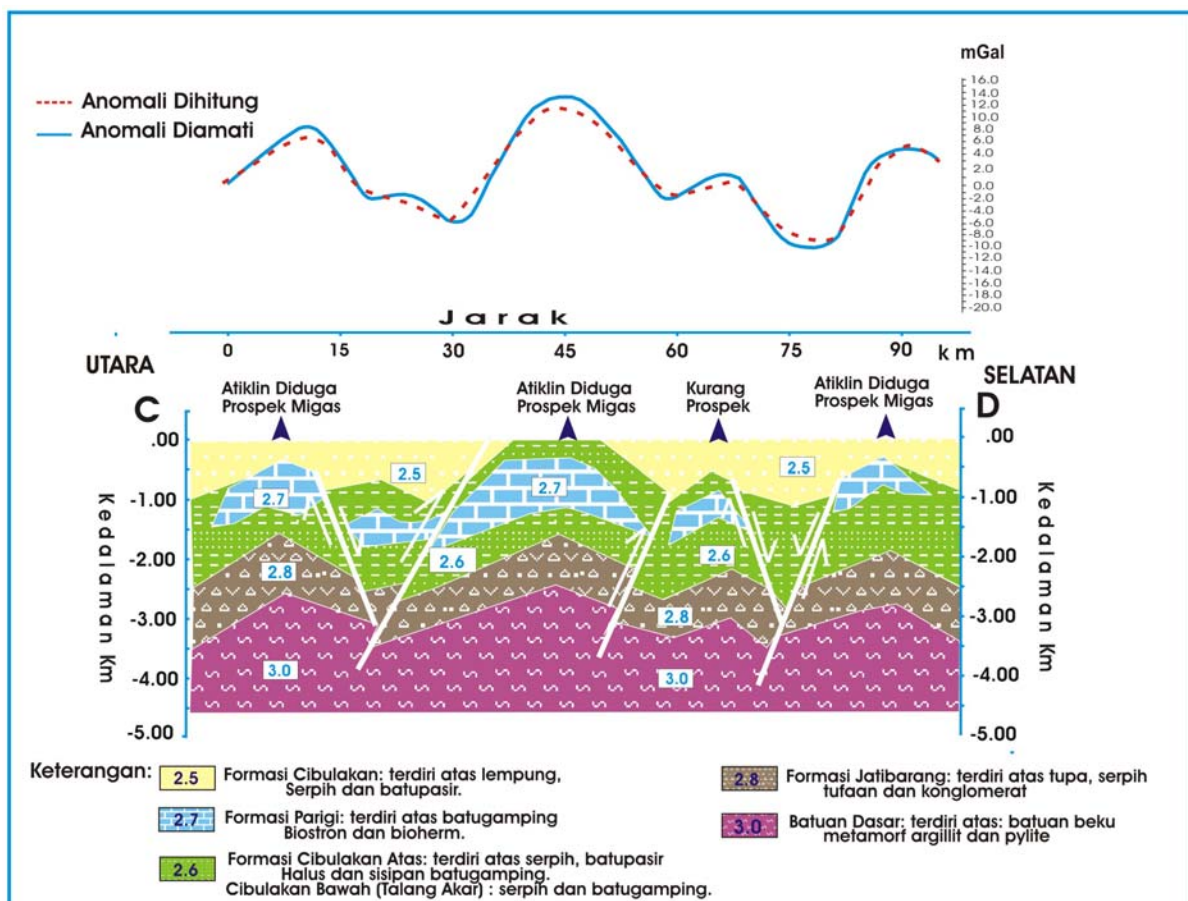 mGal
Anomali Dihitung
Anomali Diamati
16.0
14.0
12.0
10.0
8.0
6.0
4.0
2.0
0.0
-2.0
-4.0
-6.0
-8.0
-10.0
-12.0
-14.0
-16.0
-18.0
-20.0
Jarak
0 15 30 45 60 75 90 km
UTARA
SELATAN
C
D
Atiklin Diduga
Prospek Migas
Atiklin Diduga
Prospek Migas
Kurang
Prospek
Atiklin Diduga
Prospek Migas
Kedalaman Km
.00
-1.00
-2.00
-3.00
-4.00
-5.00
2.5
2.5
2.7
2.7
2.6
2.6
2.8
2.8
3.0
3.0
.00
-1.00
-2.00
-3.00
-4.00
-5.00
Kedalaman Km
Keterangan:
2.5 Formasi Cibulakan: terdiri atas lempung,
Serpih dan batupasir.
2.7 Formasi Parigi: terdiri atas batugamping
Biostron dan bioherm.
2.6 Formasi Cibulakan Atas: terdiri atas serpih, batupasir
Halus dan sisipan batugamping.
Cibulakan Bawah (Talang Akar) : serpih dan batugamping.
2.8 Formasi Jatibarang: terdiri atas tupa, serpih
tufaan dan konglomerat
3.0 Batuan Dasar: terdiri atas: batuan beku
metamorf argillit dan pylite